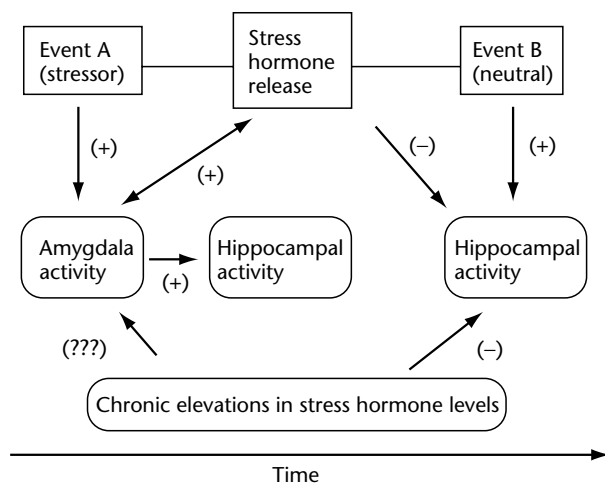 Event A
(stressor)
Stress
hormone
release
Event B
(neutral)
(+)
(+)
(−)
(+)
Amygdala
activity
(+)
Hippocampal
activity
Hippocampal
activity
(???)
(−)
Chronic elevations in stress hormone levels
Time